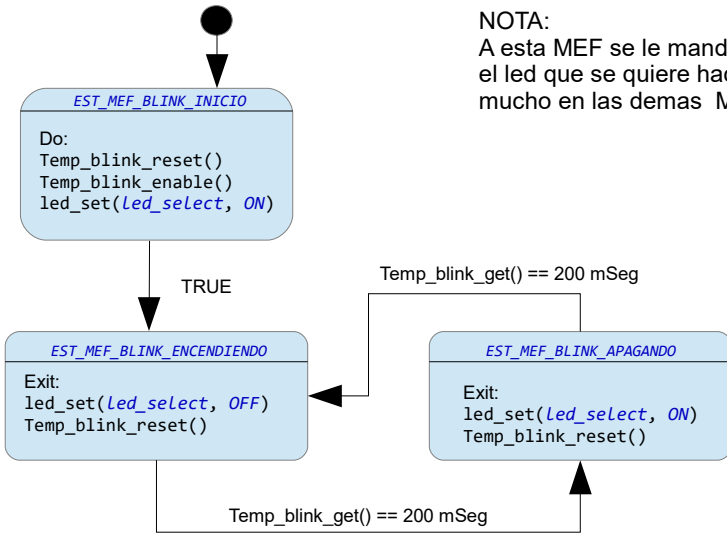 NOTA:
A esta MEF se le mand
el led que se quiere
mucho en las demas
EST_MEF_BLINK_INICIO
Do:
Temp_blink_reset()
Temp_blink_enable()
led_set(led_select, ON)
TRUE
Temp_blink_get() == 200 mSeg
EST_MEF_BLINK_ENCENDIENDO
Exit:
led_set(led_select, OFF)
Temp_blink_reset()
EST_MEF_BLINK_APAGANDO
Exit:
led_set(led_select, ON)
Temp_blink_reset()
Temp_blink_get() == 200 mSeg